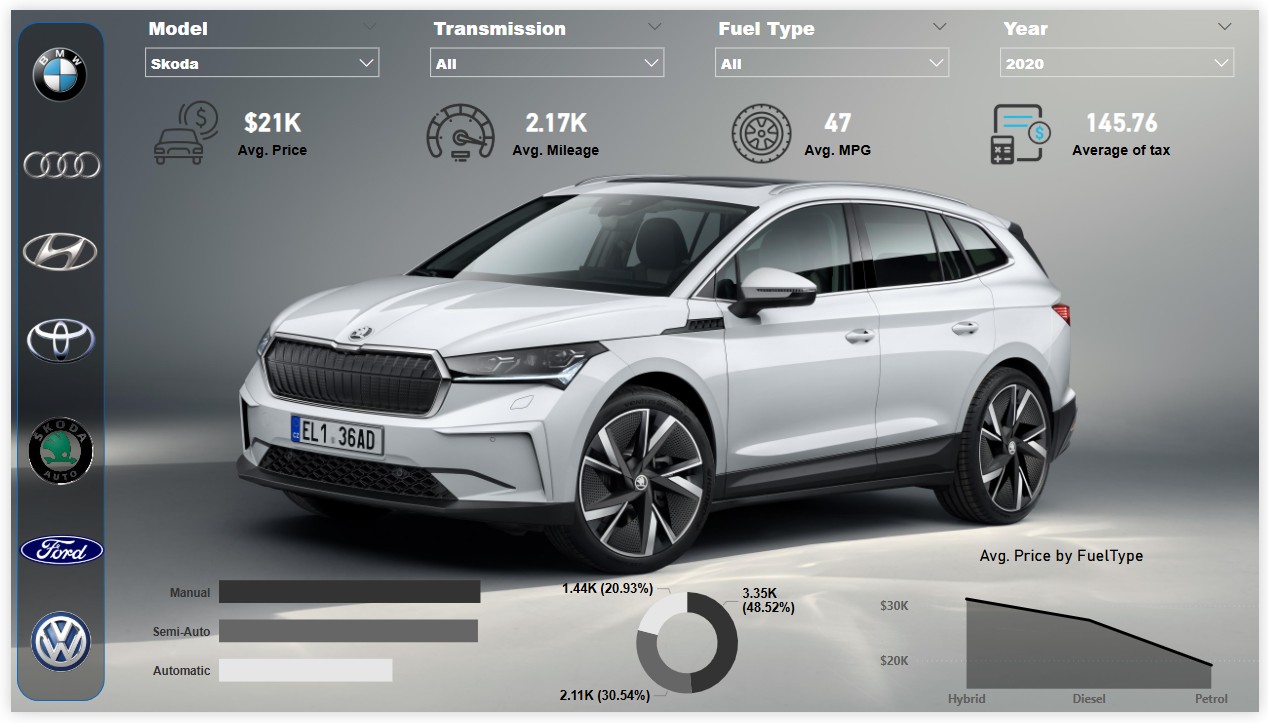 Model
Transmission
Fuel Type
Year
Skoda
All
All
2020
$21K
Avg. Price
2.17K
Avg. Mileage
47
Avg. MPG
145.76
Average of tax
BMW
SKODA
AUTO
Ford
EL1 36AD
Avg. Price by FuelType
Manual
Semi-Auto
Automatic
1.44K (20.93%)
3.35K
(48.52%)
2.11K (30.54%)
$30K
$20K
Hybrid
Diesel
Petrol